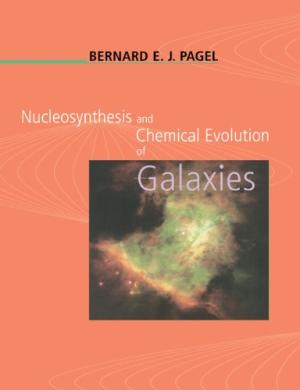 BERNARD E. J. PAGEL
Nucleosynthesis and
Chemical Evolution
of
Galaxies